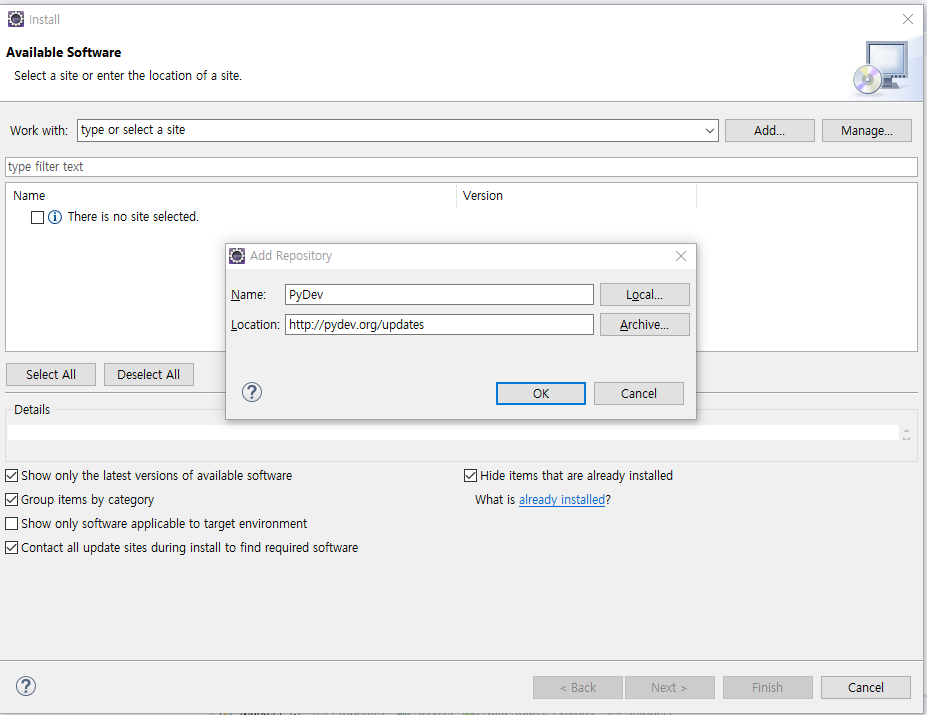 Install
Available Software
Select a site or enter the location of a site.
Work with: type or select a site Add... Manage...
type filter text
Name Version
There is no site selected.
Add Repository
Name: PyDev Local...
Location: http://pydev.org/updates Archive...
OK Cancel
Select All Deselect All
Details
Show only the latest versions of available software Hide items that are already installed
Group items by category What is already installed?
Show only software applicable to target environment
Contact all update sites during install to find required software
< Back Next > Finish Cancel